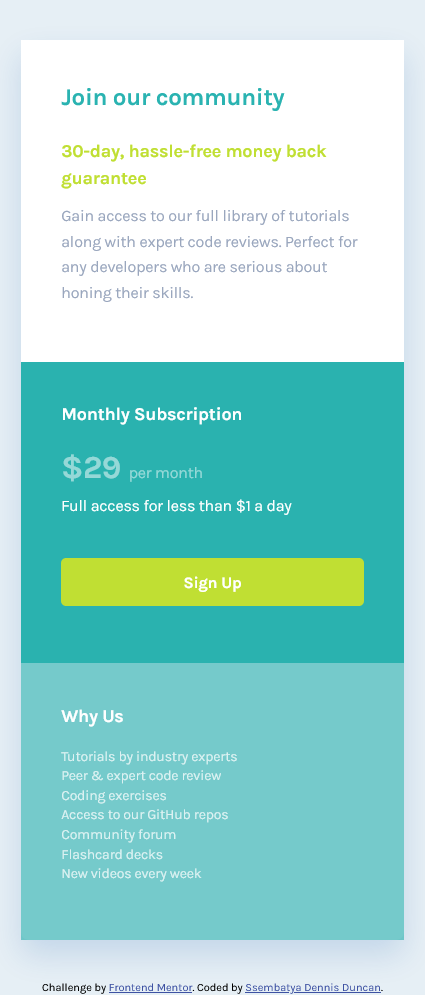 Join our community
30-day, hassle-free money back
guarantee
Gain access to our full library of tutorials
along with expert code reviews. Perfect for
any developers who are serious about
honing their skills.
Monthly Subscription
$29 per month
Full access for less than $1 a day
Sign Up
Why Us
Tutorials by industry experts
Peer & expert code review
Coding exercises
Access to our GitHub repos
Community forum
Flashcard decks
New videos every week
Challenge by Frontend Mentor. Coded by Ssembatya Dennis Duncan.